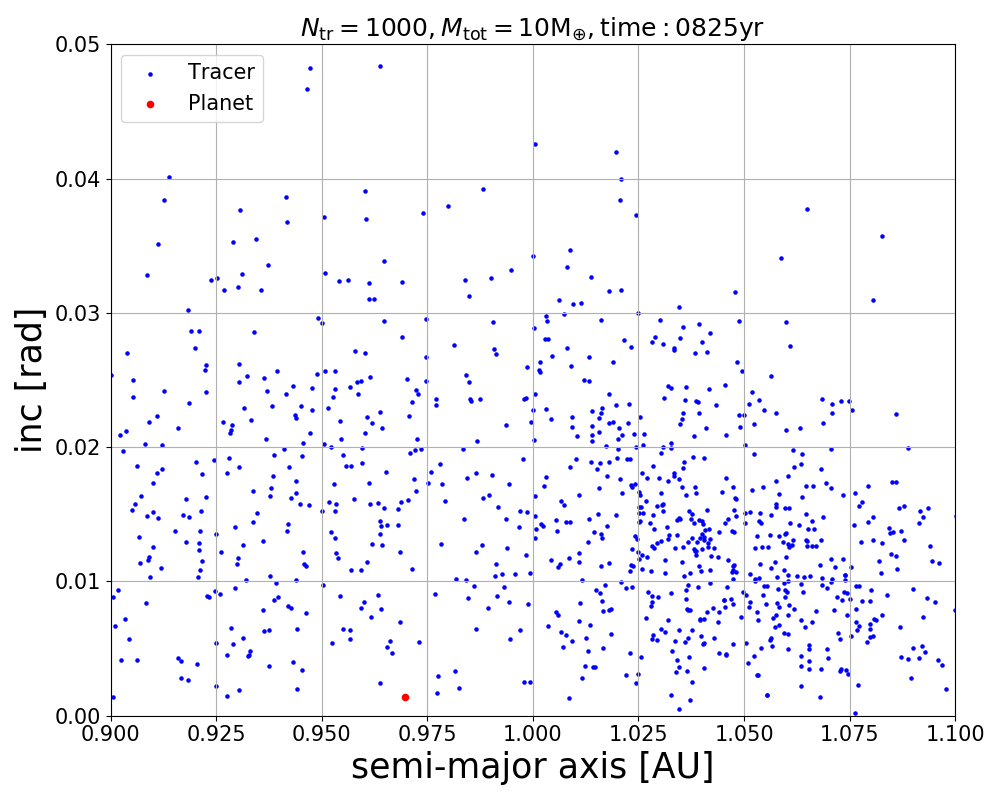 N_tr = 1000, M_tot = 10M_⊕, time : 0825yr
Tracer
Planet
0.05
0.04
0.03
0.02
0.01
0.00
inc [rad]
0.900 0.925 0.950 0.975 1.000 1.025 1.050 1.075 1.100
semi-major axis [AU]